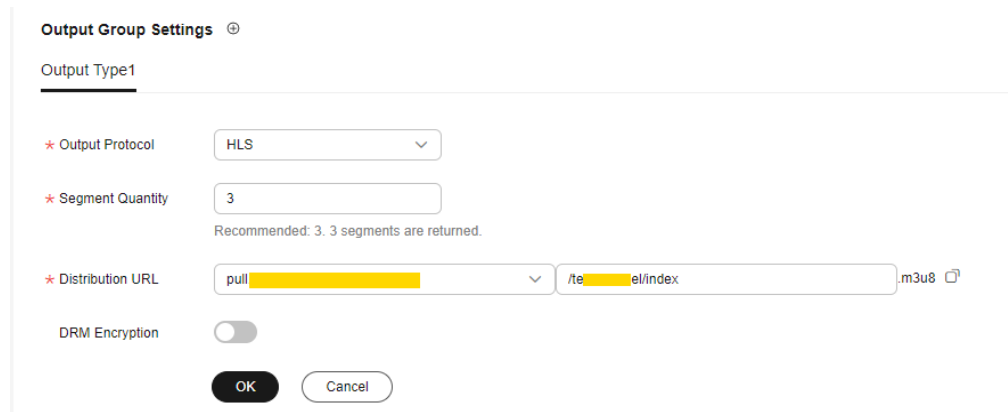 Output Group Settings
Output Type1
* Output Protocol HLS
* Segment Quantity 3
Recommended: 3. 3 segments are returned.
* Distribution URL pull /te el/index .m3u8
DRM Encryption
OK Cancel